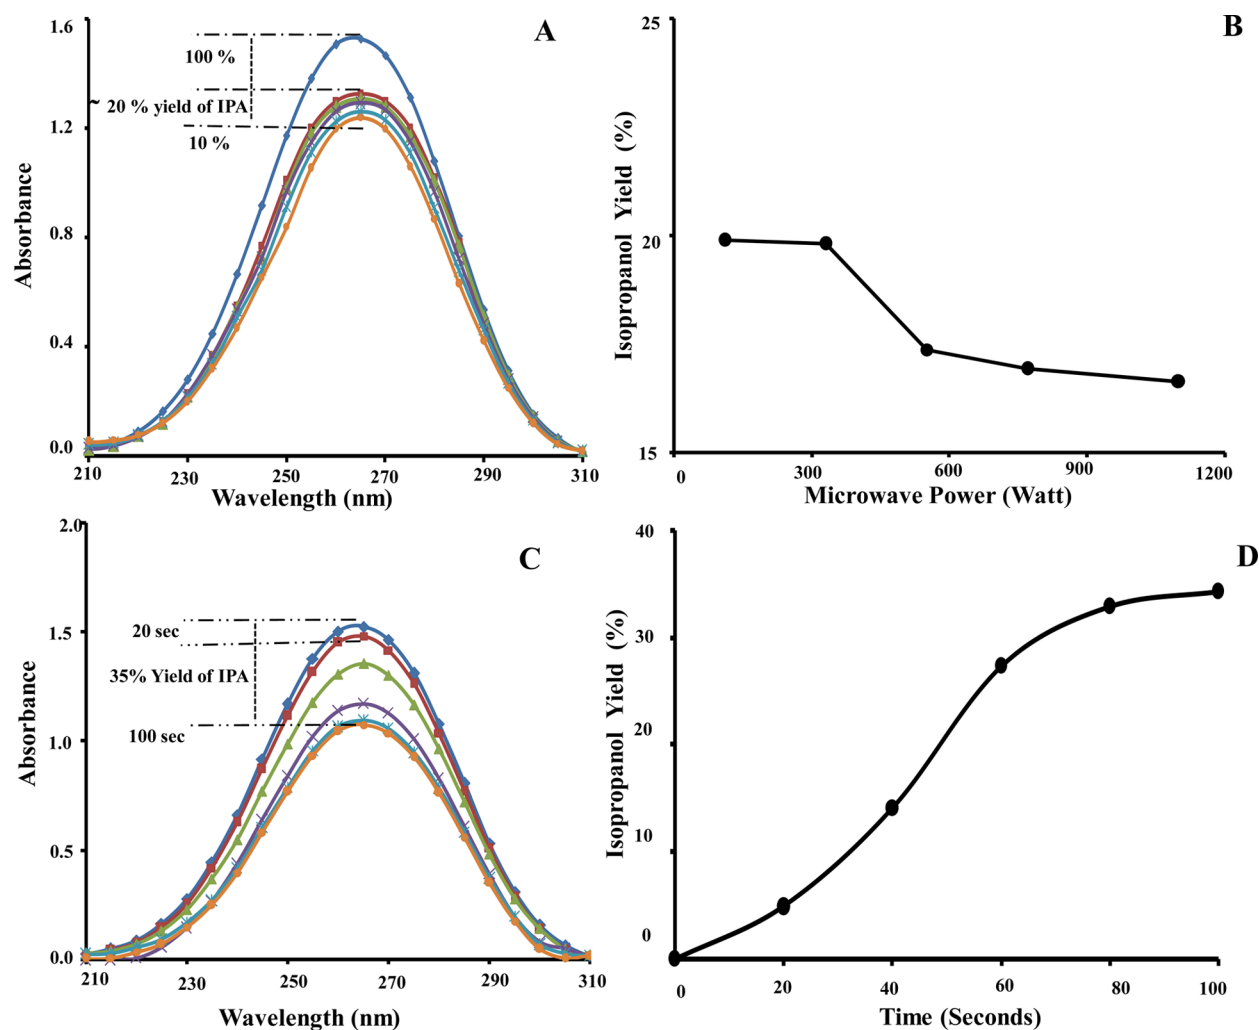 A
1.6
1.2
0.8
0.4
0.0
Absorbance
100 %
~ 20 % yield of IPA
10 %
210
230
250
270
290
310
Wavelength (nm)
B
25
20
15
Isopropanol Yield (%)
0
300
600
900
1200
Microwave Power (Watt)
C
2.0
1.5
1.0
0.5
0.0
Absorbance
20 sec
35% Yield of IPA
100 sec
210
230
250
270
290
310
Wavelength (nm)
D
40
30
20
10
0
Isopropanol Yield (%)
0
20
40
60
80
100
Time (Seconds)